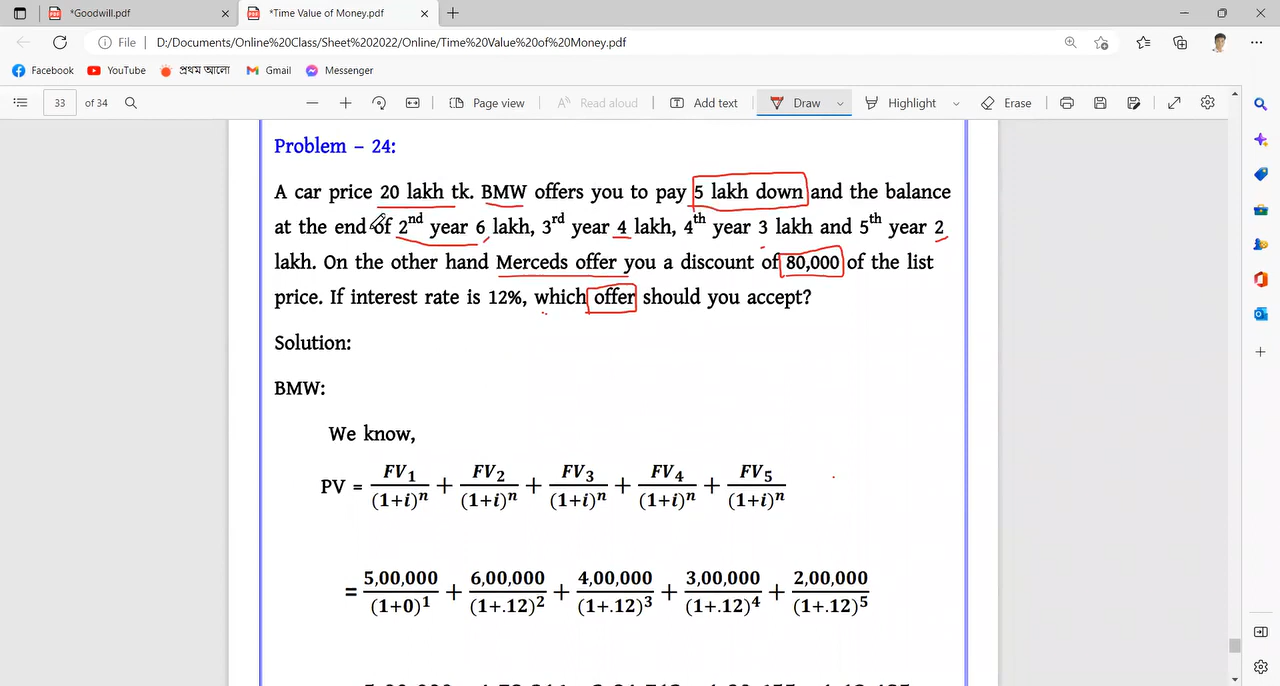 *Goodwill.pdf
*Time Value of Money.pdf
File
D:/Documents/Online%20Class/Sheet%202022/Online/Time%20Value%20of%20Money.pdf
Facebook
YouTube
প্রথম আলো
Gmail
Messenger
33 of 34
Page view
Read aloud
Add text
Draw
Highlight
Erase
Problem – 24:
A car price 20 lakh tk. BMW offers you to pay 5 lakh down and the balance
at the end of 2nd year 6 lakh, 3rd year 4 lakh, 4th year 3 lakh and 5th year 2
lakh. On the other hand Merceds offer you a discount of 80,000 of the list
price. If interest rate is 12%, which offer should you accept?
Solution:
BMW:
We know,
PV = FV₁/(1+i)ⁿ + FV₂/(1+i)ⁿ + FV₃/(1+i)ⁿ + FV₄/(1+i)ⁿ + FV₅/(1+i)ⁿ
= 5,00,000/(1+0)¹ + 6,00,000/(1+.12)² + 4,00,000/(1+.12)³ + 3,00,000/(1+.12)⁴ + 2,00,000/(1+.12)⁵